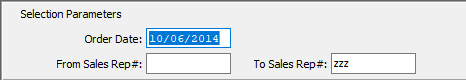 Selection Parameters
Order Date: 10/06/2014
From Sales Rep#: To Sales Rep#: zzz